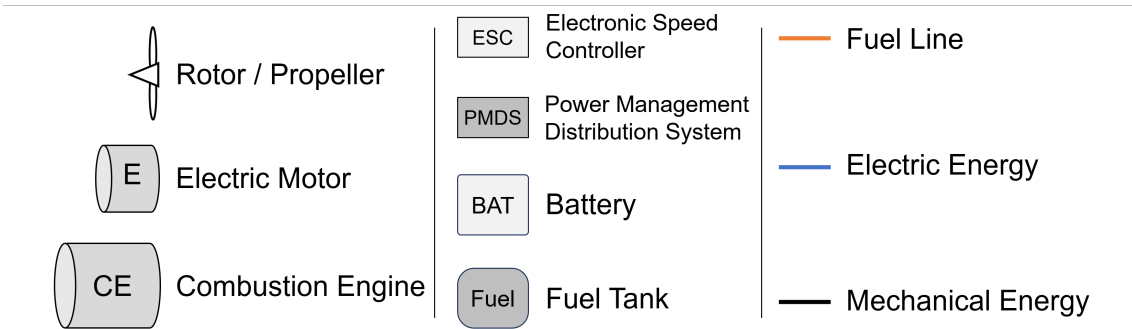 Rotor / Propeller
E
Electric Motor
CE
Combustion Engine
ESC
Electronic Speed
Controller
PMDS
Power Management
Distribution System
BAT
Battery
Fuel
Fuel Tank
Fuel Line
Electric Energy
Mechanical Energy